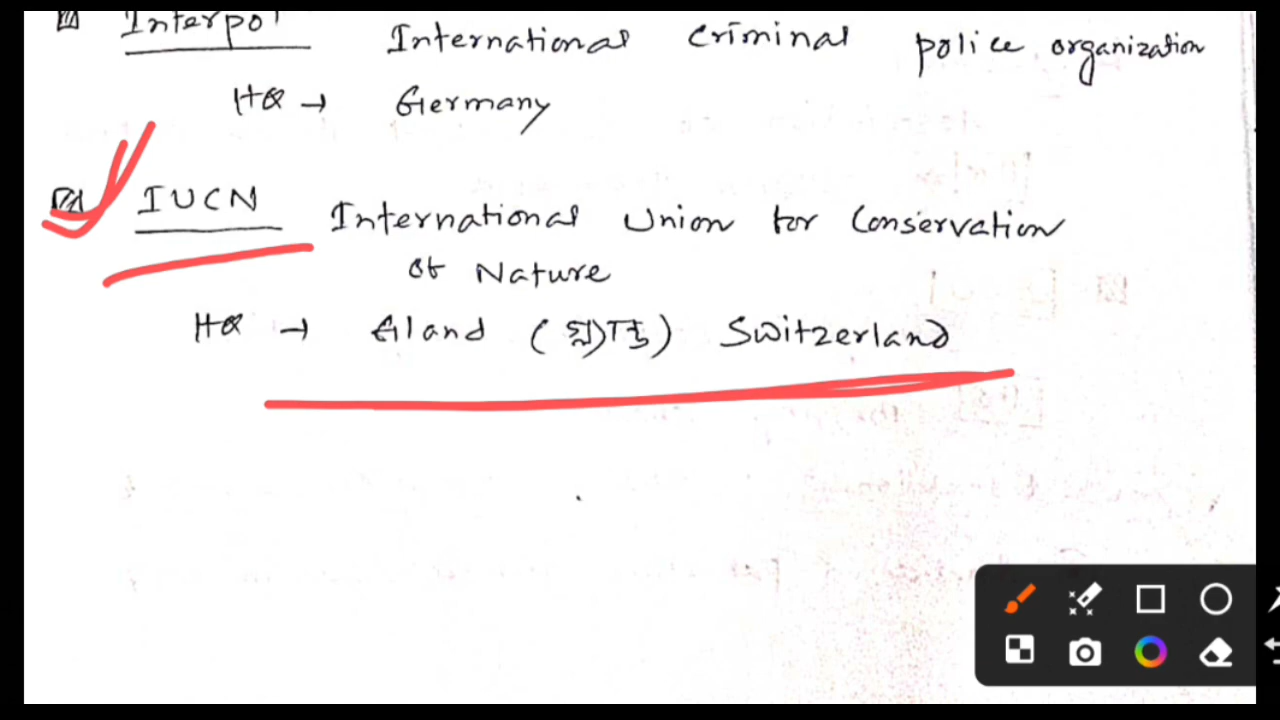 Interpol International Criminal police organization
HQ → Germany
IUCN International Union for Conservation
of Nature
HQ → Gland ( ) Switzerland